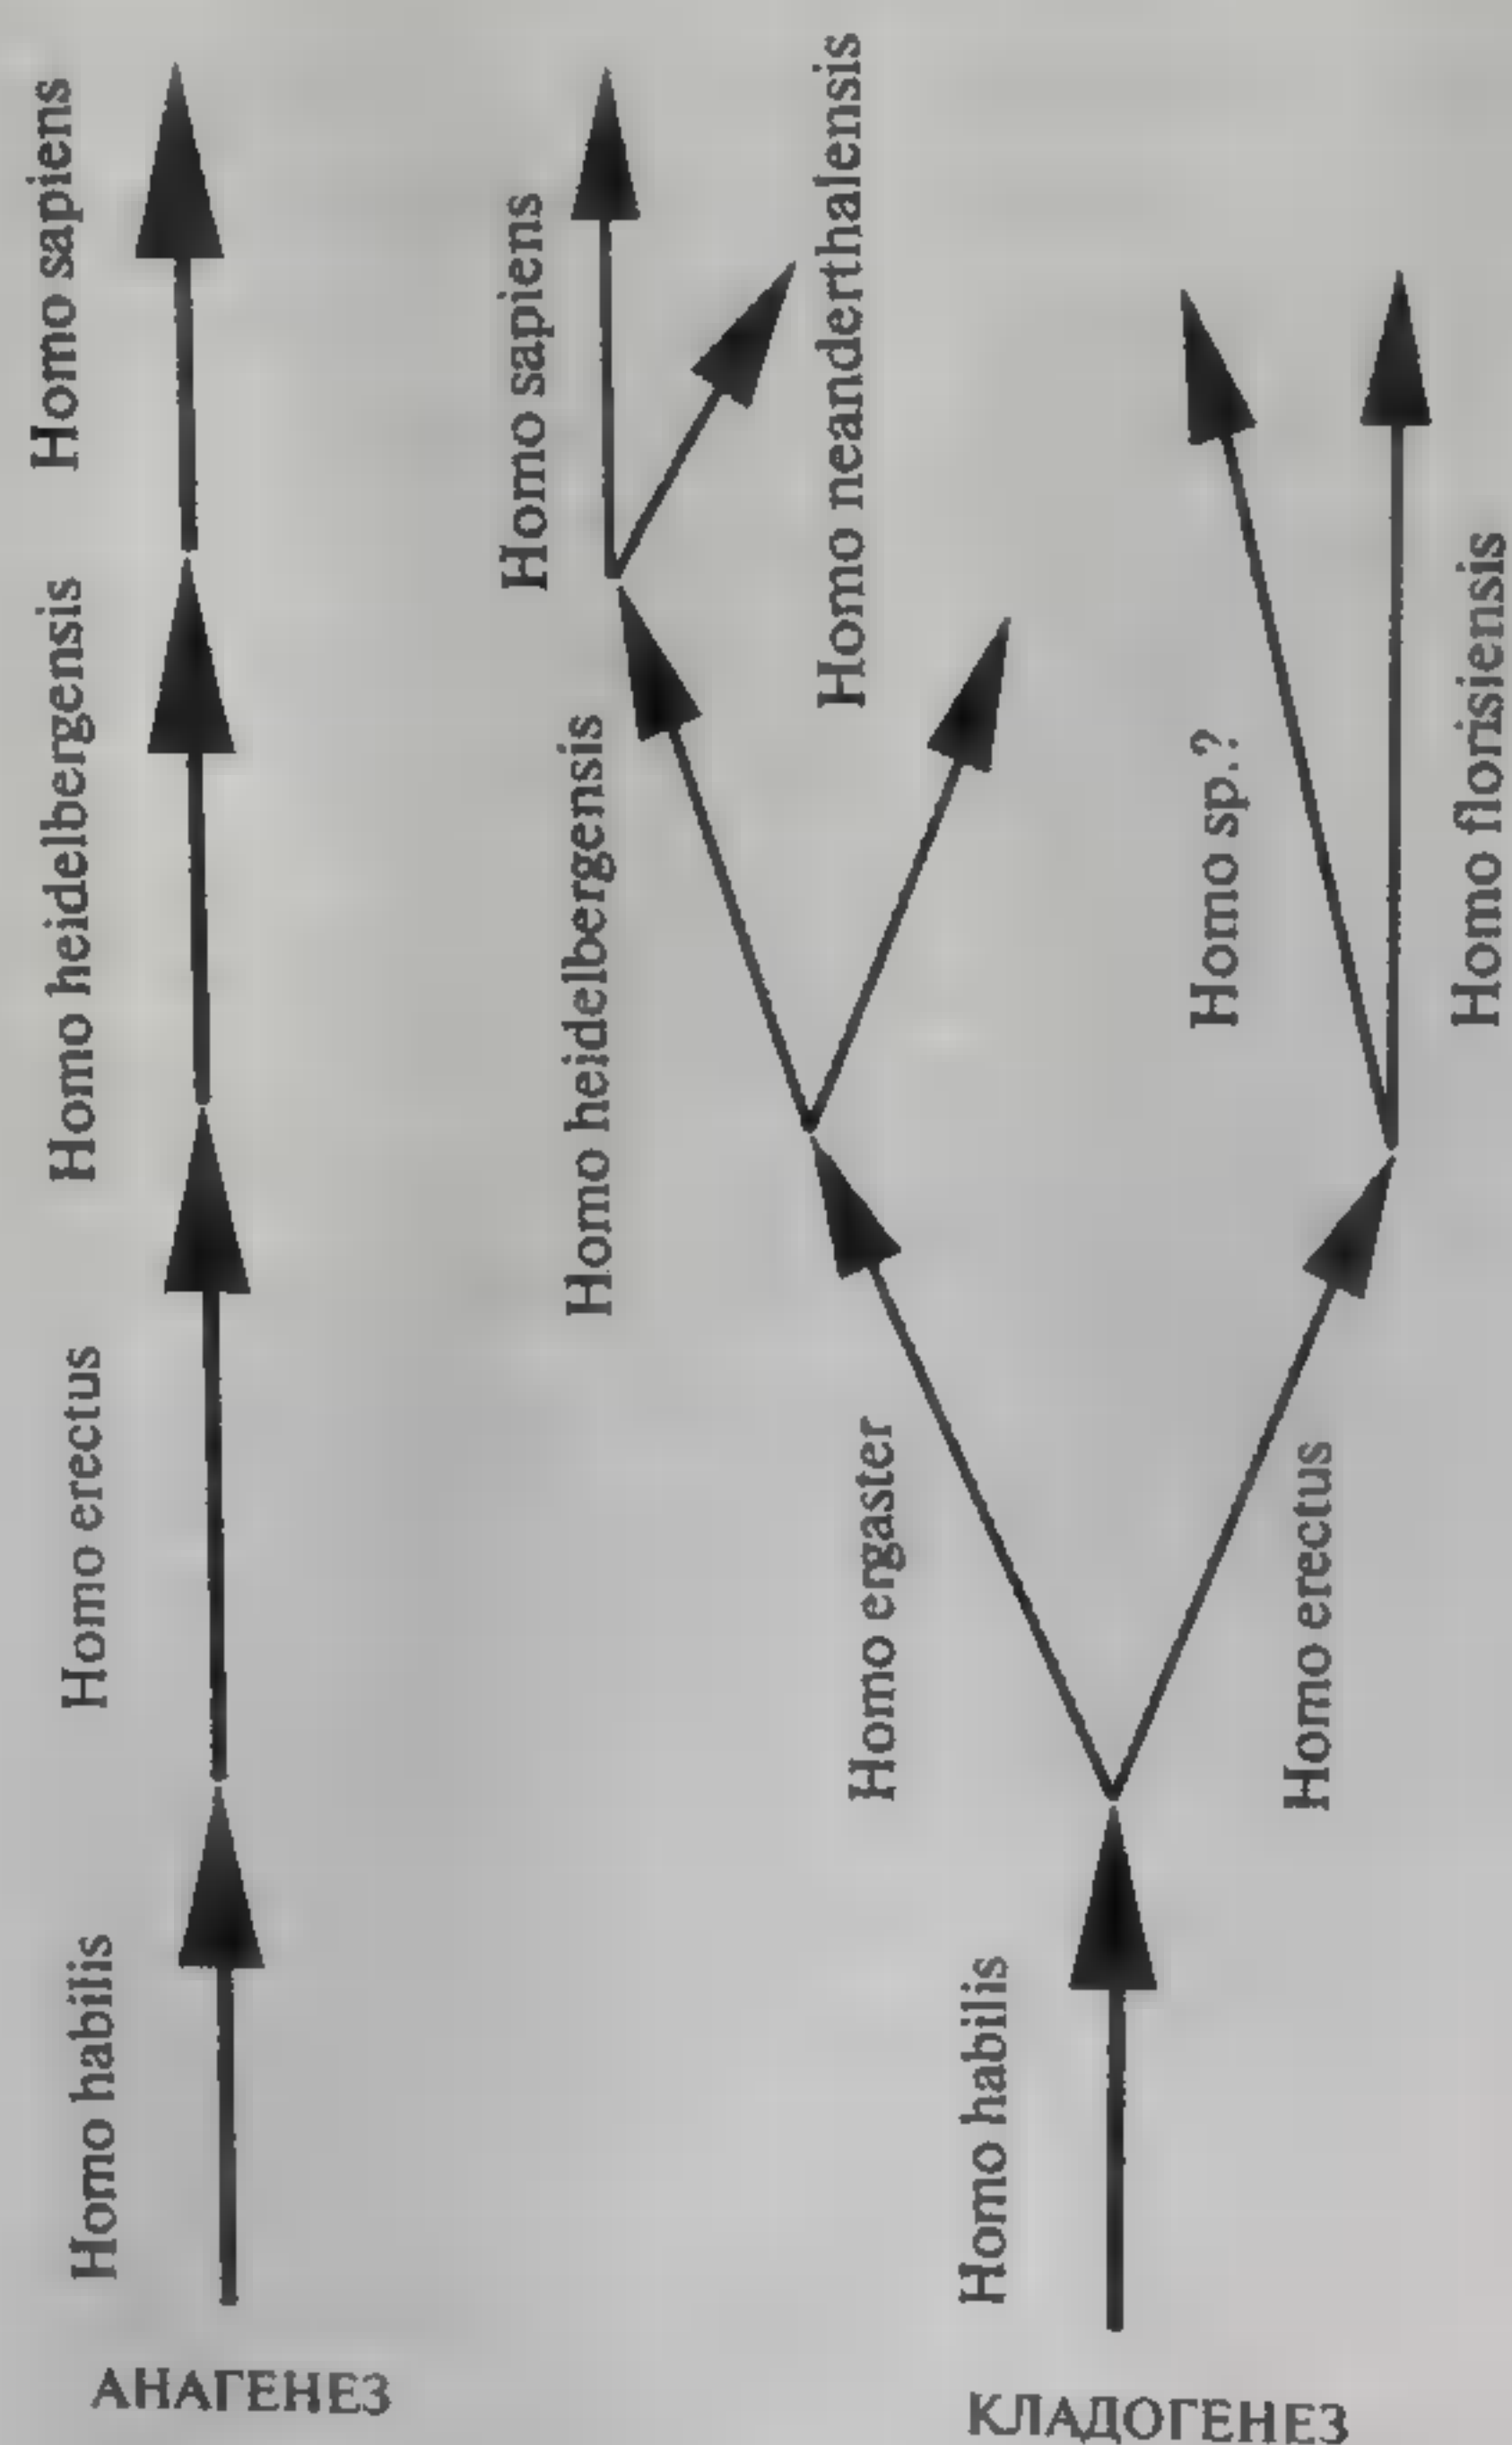 АНАГЕНЕЗ
Homo habilis
Homo erectus
Homo heidelbergensis
Homo sapiens
КЛАДОГЕНЕЗ
Homo habilis
Homo ergaster
Homo erectus
Homo heidelbergensis
Homo sapiens
Homo neanderthalensis
Homo sp.?
Homo florisiensis